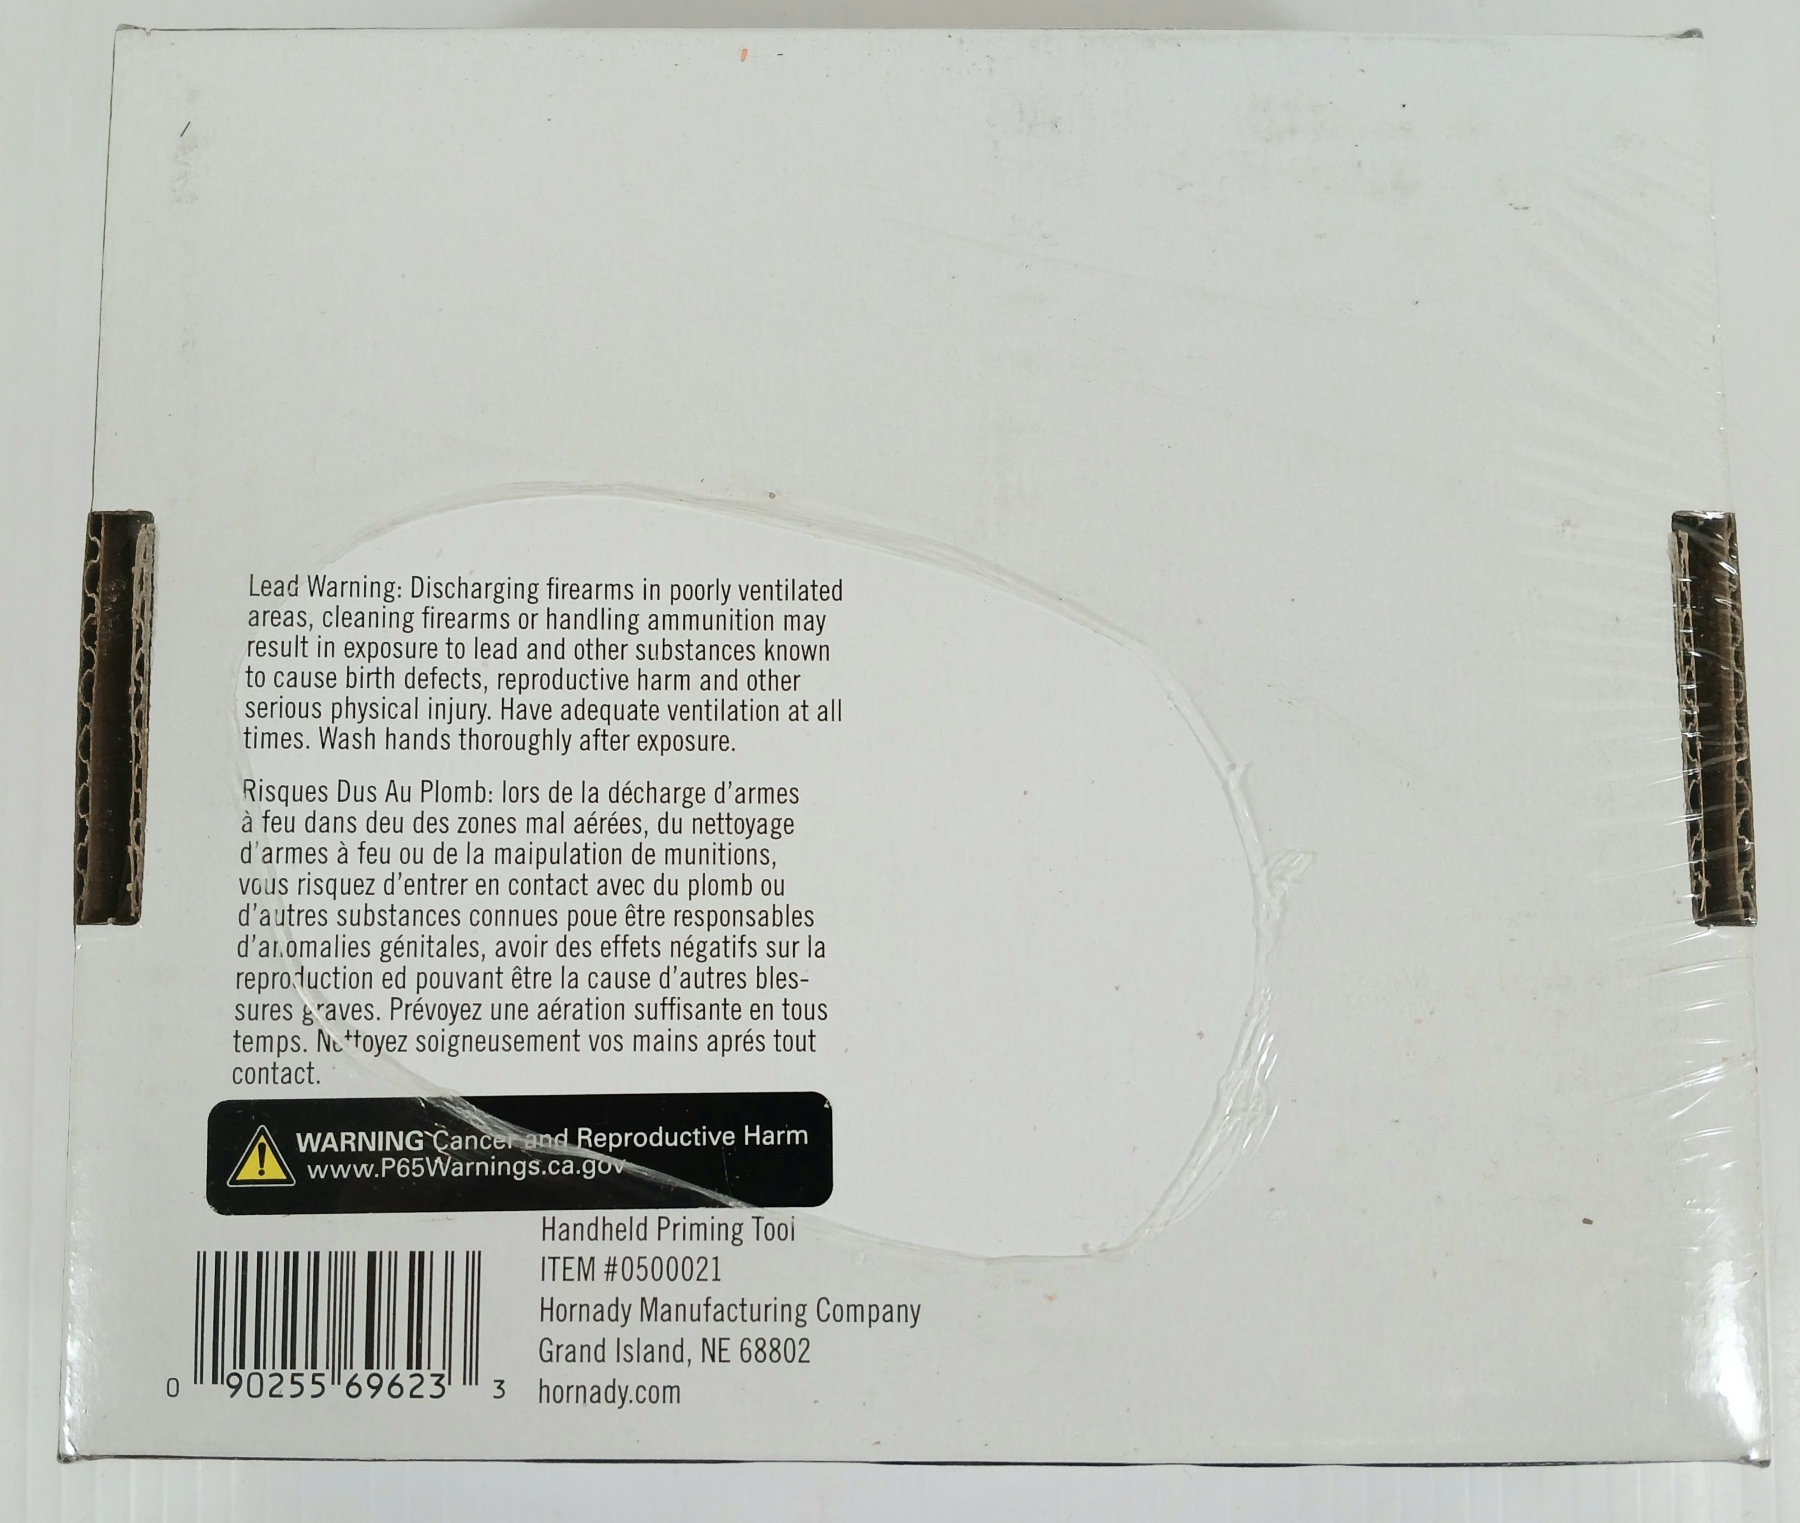 Lead Warning: Discharging firearms in poorly ventilated
areas, cleaning firearms or handling ammunition may
result in exposure to lead and other substances known
to cause birth defects, reproductive harm and other
serious physical injury. Have adequate ventilation at all
times. Wash hands thoroughly after exposure.
Risques Dus Au Plomb: lors de la décharge d'armes
à feu dans deu des zones mal aérées, du nettoyage
d'armes à feu ou de la maipulation de munitions,
vous risquez d'entrer en contact avec du plomb ou
d'autres substances connues poue être responsables
d'anomalies génitales, avoir des effets négatifs sur la
reproduction ed pouvant être la cause d'autres bles-
sures graves. Prévoyez une aération suffisante en tous
temps. Nettoyez soigneusement vos mains aprés tout
contact.
WARNING Cancer and Reproductive Harm
www.P65Warnings.ca.gov
Handheld Priming Tool
ITEM #0500021
Hornady Manufacturing Company
Grand Island, NE 68802
hornady.com
0 90255 69623 3